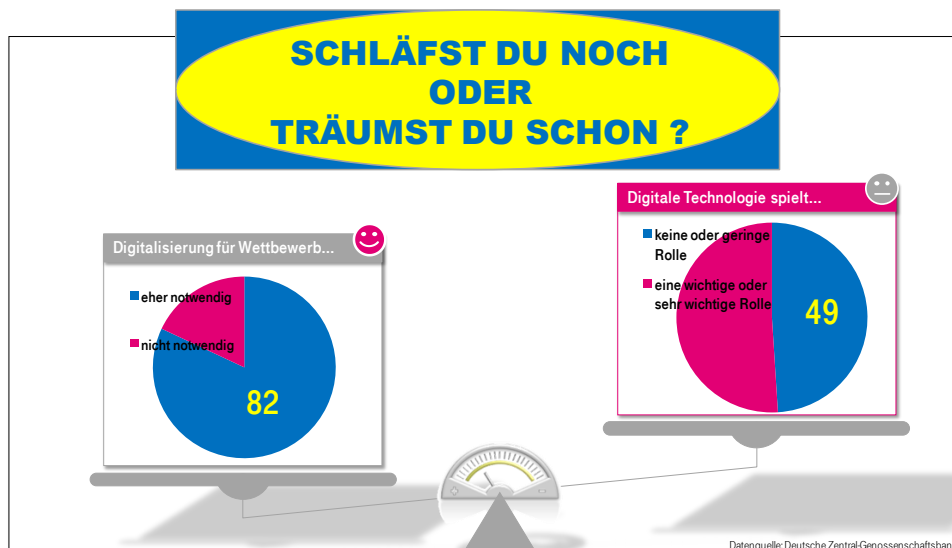 SCHLÄFST DU NOCH
ODER
TRÄUMST DU SCHON ?
Digitale Technologie spielt...
keine oder geringe
Rolle
eine wichtige oder
sehr wichtige Rolle
49
Digitalisierung für Wettbewerb...
eher notwendig
nicht notwendig
82
Datenquelle: Deutsche Zentral-Genossenschaftsban